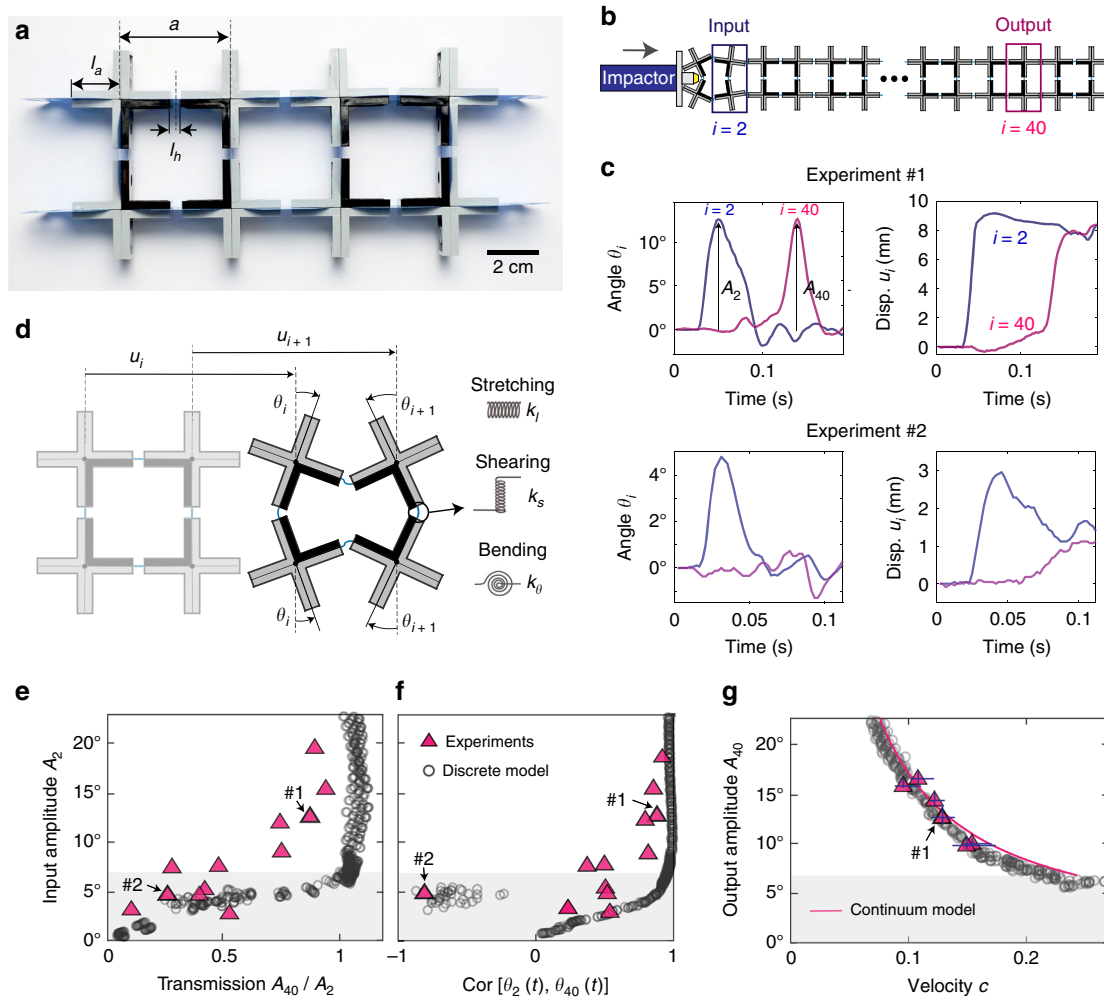 a
a
l_a
l_h
2 cm
b
Input
Output
Impactor
i = 2
i = 40
c
Experiment #1
i = 2
i = 40
A_2
A_40
Angle θ_i
10°
0°
0
0.1
Time (s)
Disp. u_i (mn)
10
8
6
4
2
0
i = 2
i = 40
0
0.1
Time (s)
Experiment #2
Angle θ_i
4°
2°
0°
0
0.05
0.1
Time (s)
Disp. u_i (mn)
3
2
1
0
0
0.05
0.1
Time (s)
d
u_i
u_{i+1}
θ_i
θ_{i+1}
θ_i
θ_{i+1}
Stretching
k_l
Shearing
k_s
Bending
k_θ
e
Input amplitude A_2
20°
15°
10°
5°
0°
#1
#2
0
0.5
1
Transmission A_40 / A_2
f
Experiments
Discrete model
#1
#2
−1
0
1
Cor [θ_2 (t), θ_40 (t)]
g
Output amplitude A_40
20°
15°
10°
5°
0°
#1
Continuum model
0.1
0.2
Velocity c